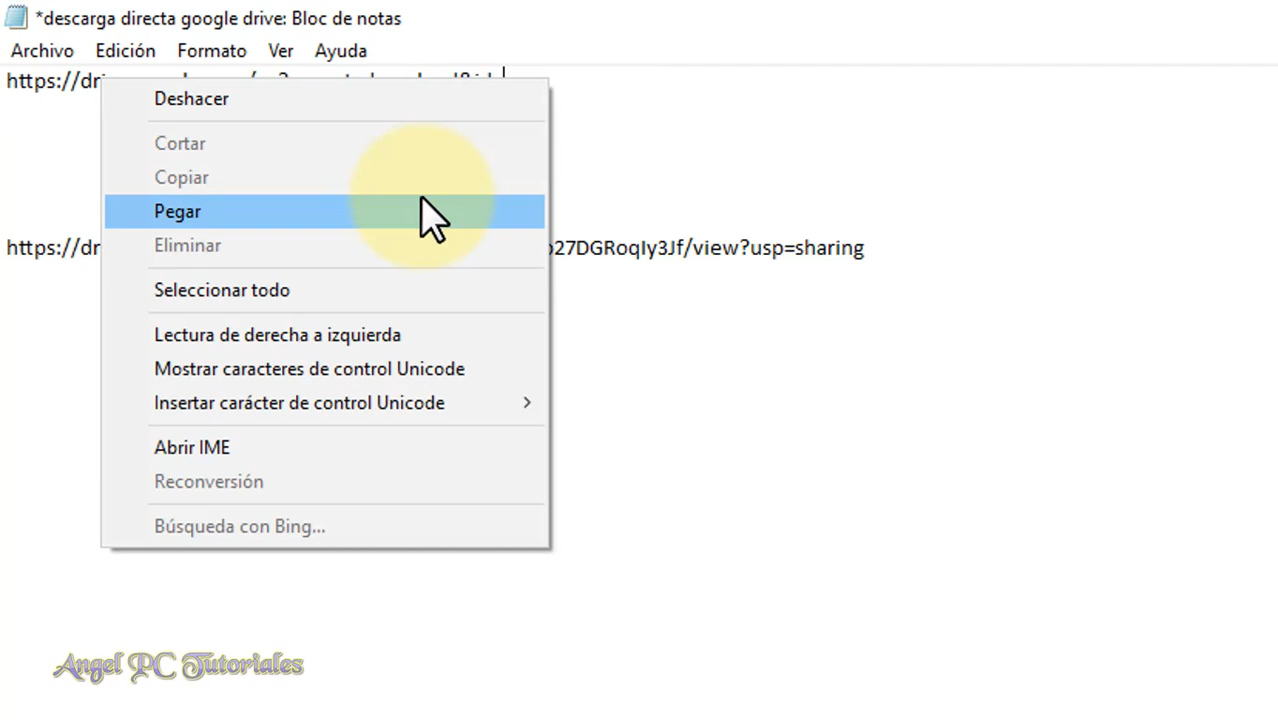 *descarga directa google drive: Bloc de notas
Archivo Edición Formato Ver Ayuda
https://dri
Deshacer
Cortar
Copiar
Pegar
https://dr o27DGRoqIy3Jf/view?usp=sharing
Eliminar
Seleccionar todo
Lectura de derecha a izquierda
Mostrar caracteres de control Unicode
Insertar carácter de control Unicode
Abrir IME
Reconversión
Búsqueda con Bing...
Angel PC Tutoriales